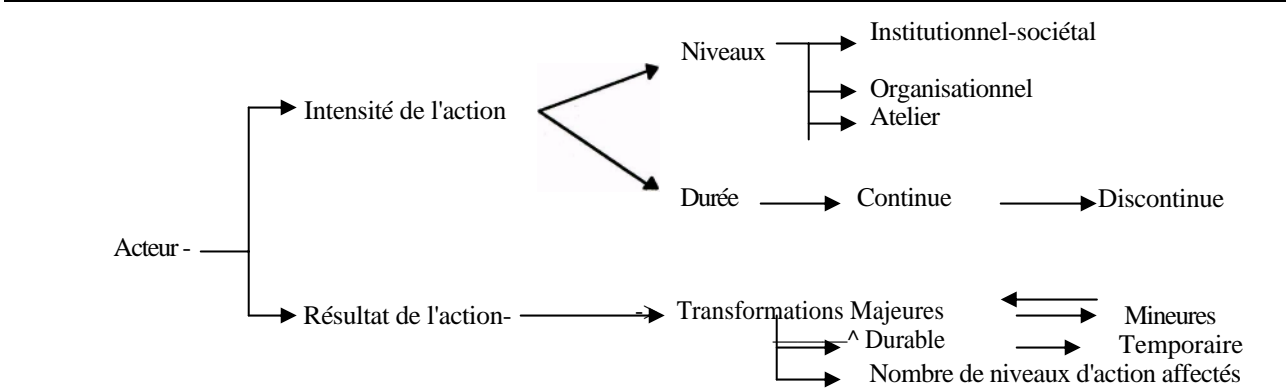 Niveaux Institutionnel-sociétal
Intensité de l'action Organisationnel
Atelier
Durée Continue Discontinue
Acteur -
Résultat de l'action- -) Transformations Majeures Mineures
^ Durable Temporaire
Nombre de niveaux d'action affectés